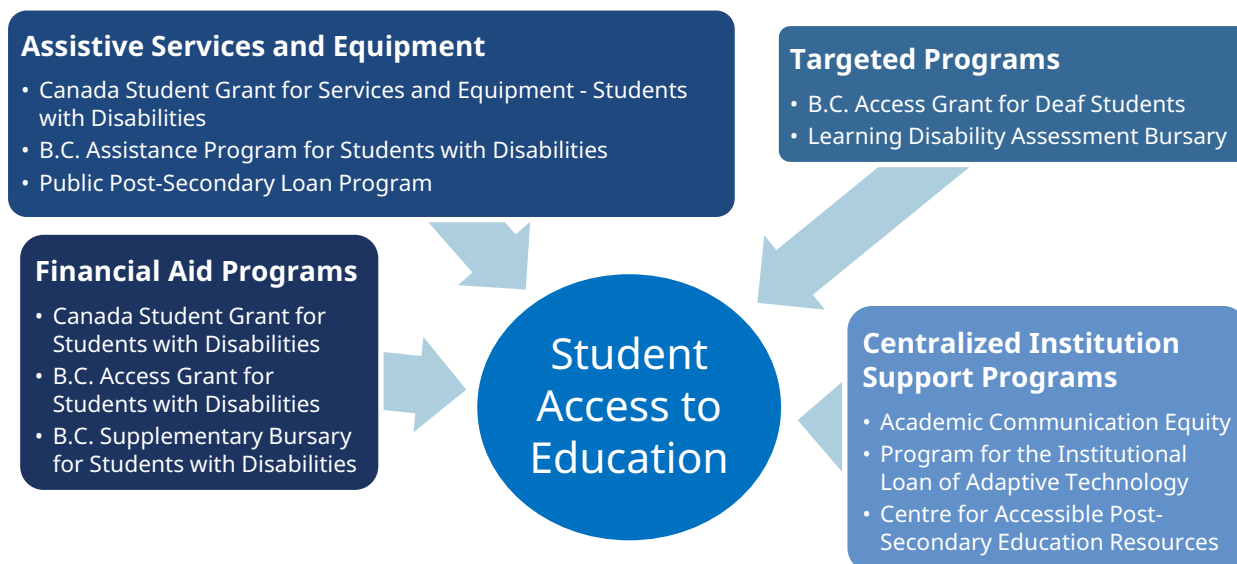 Assistive Services and Equipment
• Canada Student Grant for Services and Equipment - Students
with Disabilities
• B.C. Assistance Program for Students with Disabilities
• Public Post-Secondary Loan Program
Targeted Programs
• B.C. Access Grant for Deaf Students
• Learning Disability Assessment Bursary
Financial Aid Programs
• Canada Student Grant for
Students with Disabilities
• B.C. Access Grant for
Students with Disabilities
• B.C. Supplementary Bursary
for Students with Disabilities
Student
Access to
Education
Centralized Institution
Support Programs
• Academic Communication Equity
• Program for the Institutional
Loan of Adaptive Technology
• Centre for Accessible Post-
Secondary Education Resources